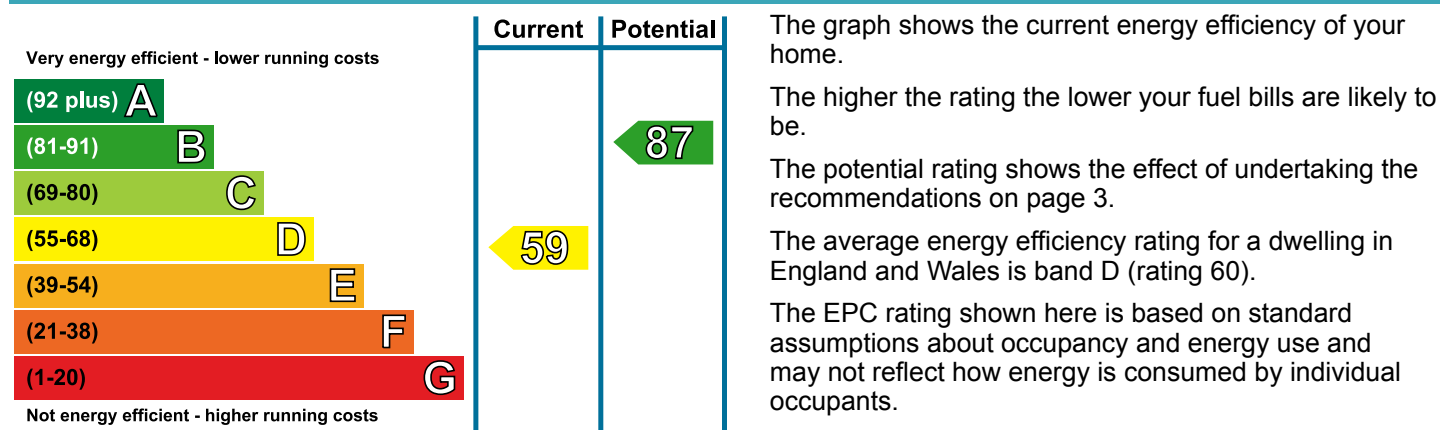 Current Potential
Very energy efficient - lower running costs
(92 plus) A
(81-91) B
(69-80) C
(55-68) D
(39-54) E
(21-38) F
(1-20) G
Not energy efficient - higher running costs
87
59
The graph shows the current energy efficiency of your
home.
The higher the rating the lower your fuel bills are likely to
be.
The potential rating shows the effect of undertaking the
recommendations on page 3.
The average energy efficiency rating for a dwelling in
England and Wales is band D (rating 60).
The EPC rating shown here is based on standard
assumptions about occupancy and energy use and
may not reflect how energy is consumed by individual
occupants.